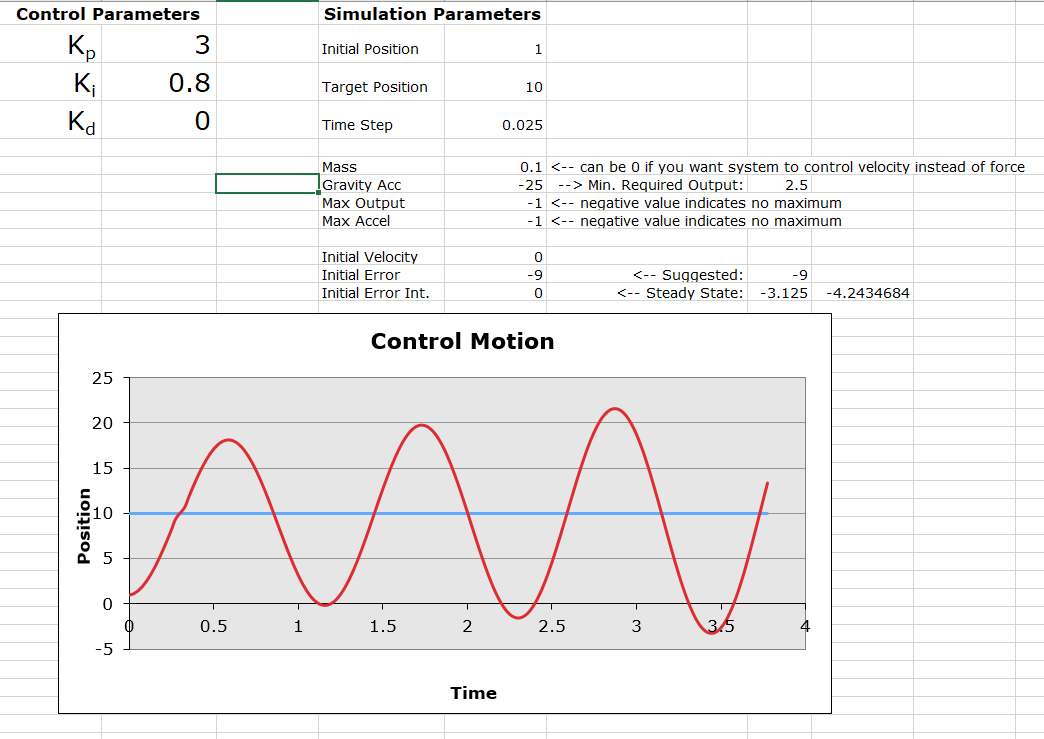 Control Parameters Simulation Parameters
Kp 3 Initial Position 1
Ki 0.8 Target Position 10
Kd 0 Time Step 0.025
Mass 0.1 <-- can be 0 if you want system to control velocity instead of force
Gravity Acc -25 --> Min. Required Output: 2.5
Max Output -1 <-- negative value indicates no maximum
Max Accel -1 <-- negative value indicates no maximum
Initial Velocity 0
Initial Error -9 <-- Suggested: -9
Initial Error Int. 0 <-- Steady State: -3.125 -4.2434684
Control Motion
25
20
15
10
5
0
-5
Position
0 0.5 1 1.5 2 2.5 3 3.5 4
Time